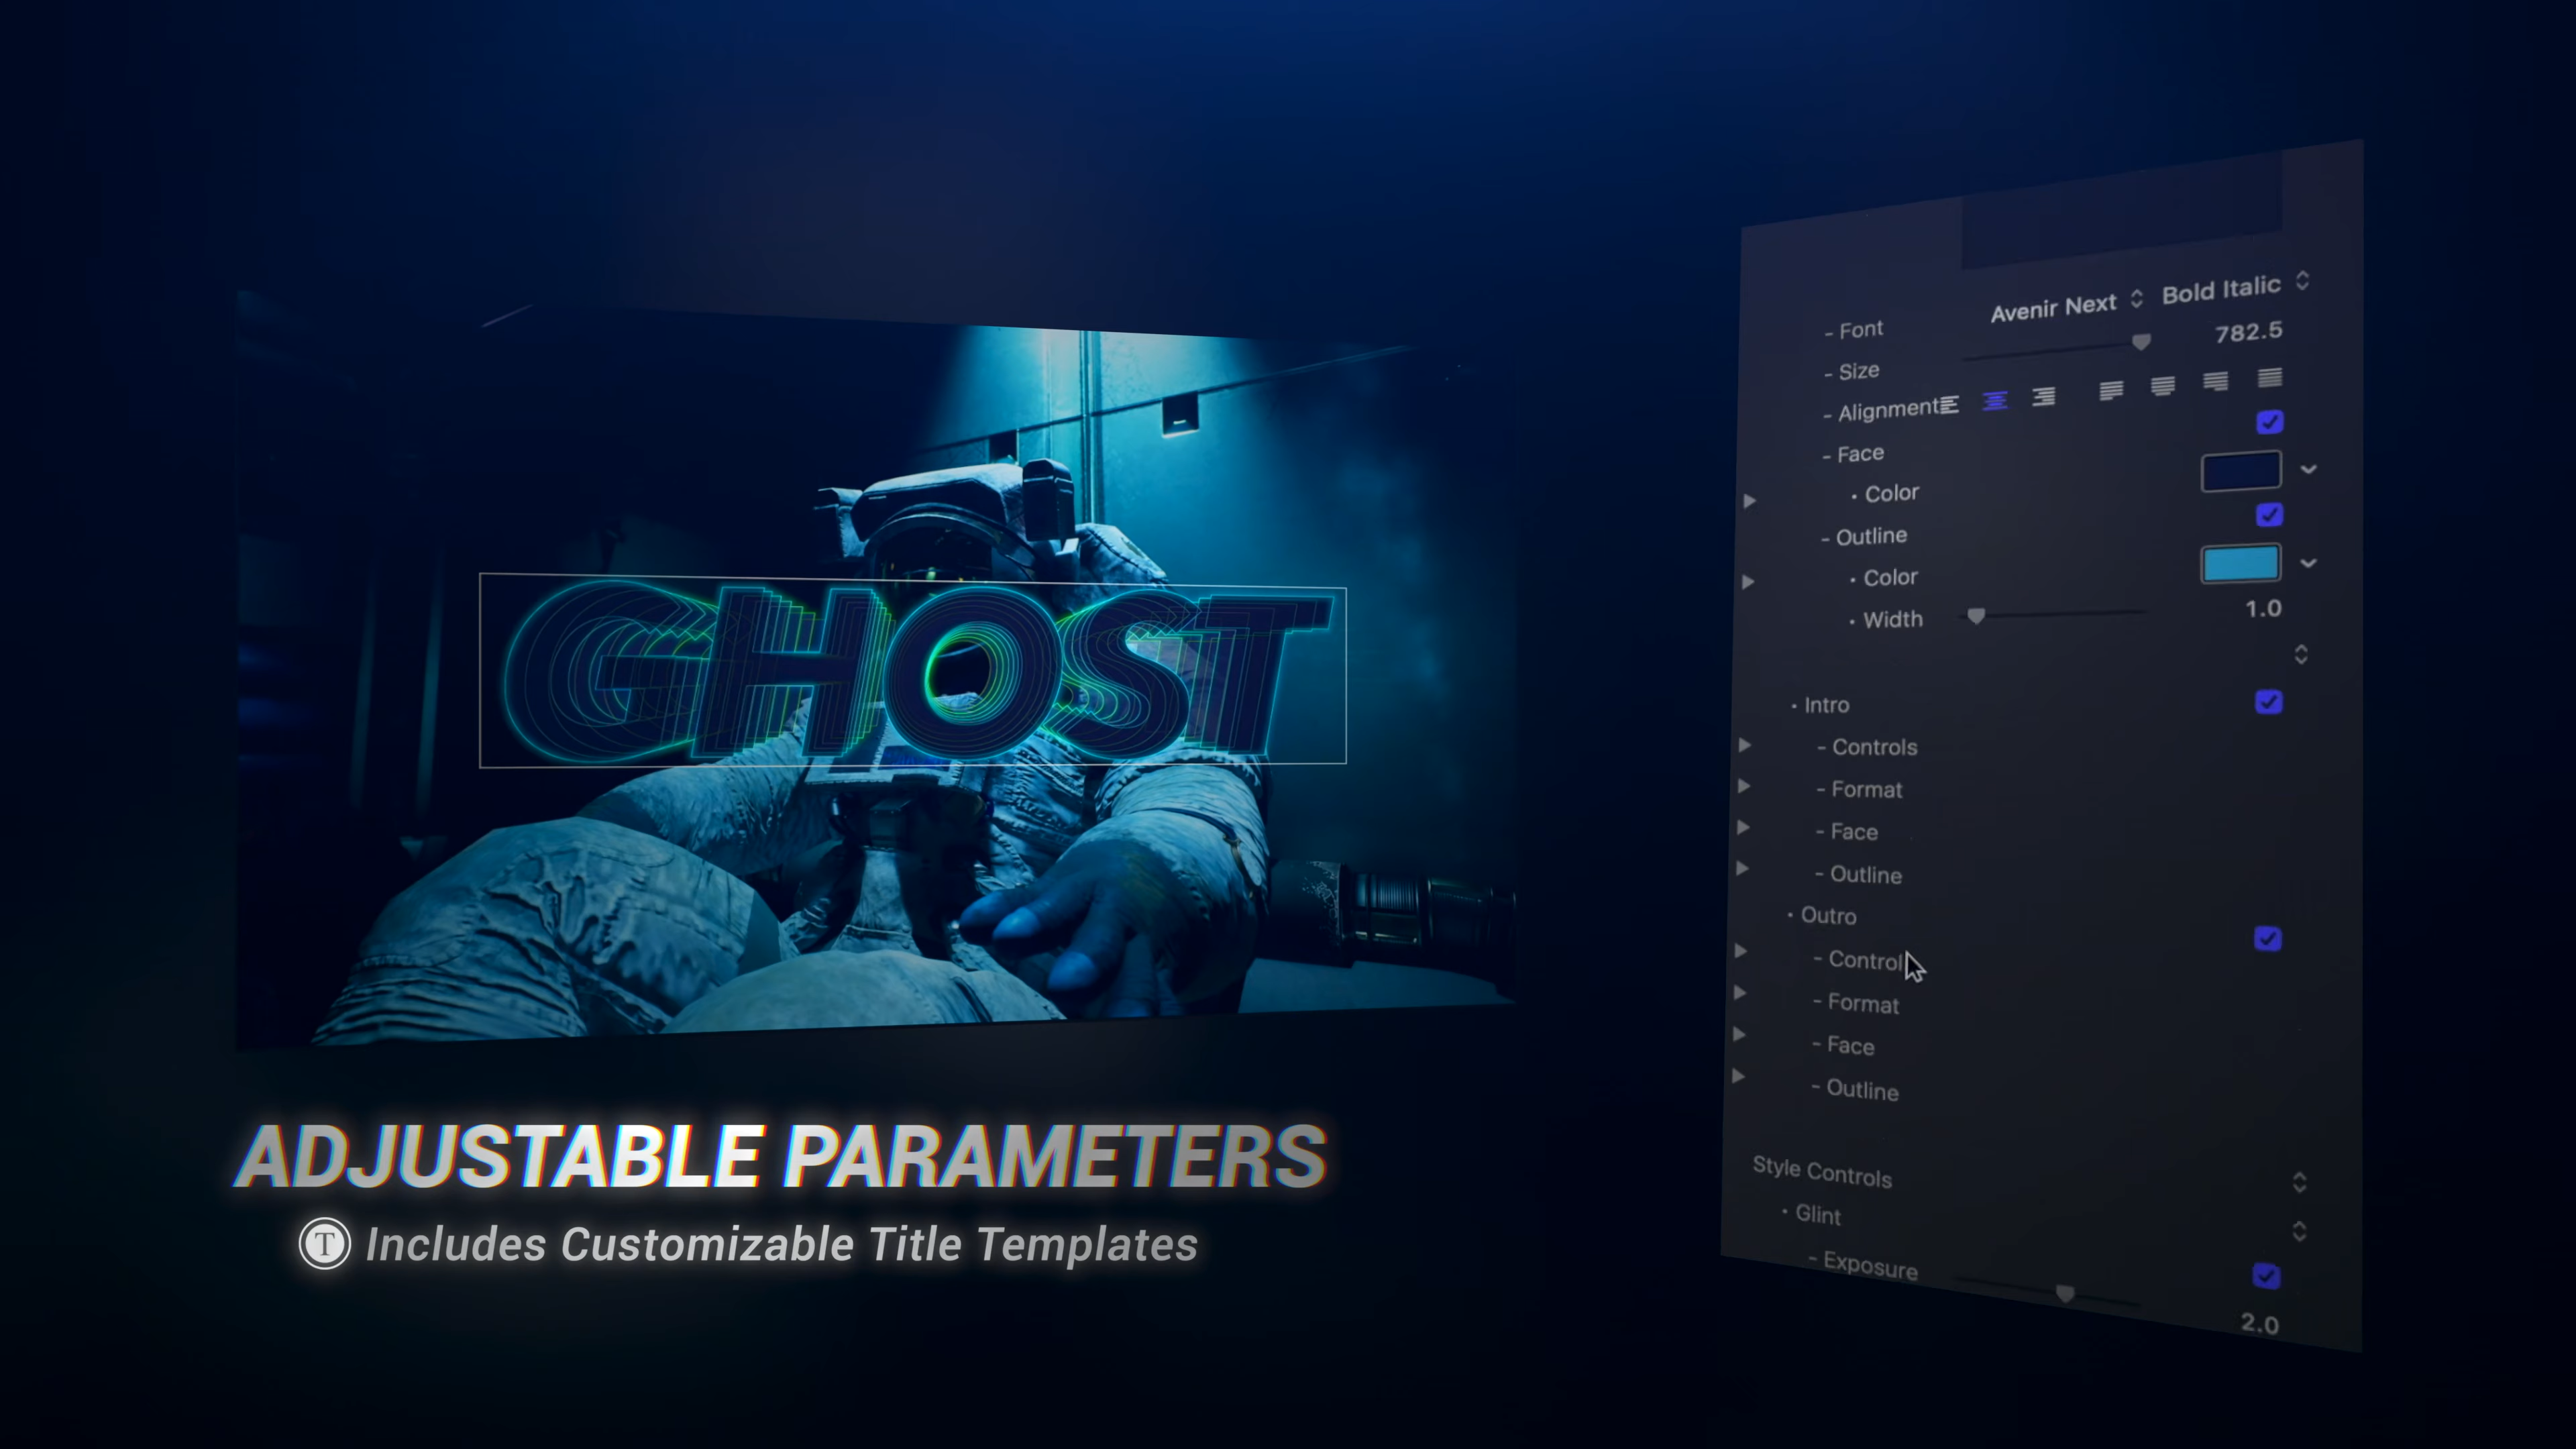 GHOST
ADJUSTABLE PARAMETERS
T Includes Customizable Title Templates
- Font Avenir Next Bold Italic
- Size 782.5
- Alignment
- Face
• Color
- Outline
• Color
• Width 1.0
• Intro
- Controls
- Format
- Face
- Outline
• Outro
- Control
- Format
- Face
- Outline
Style Controls
• Glint
- Exposure
2.0